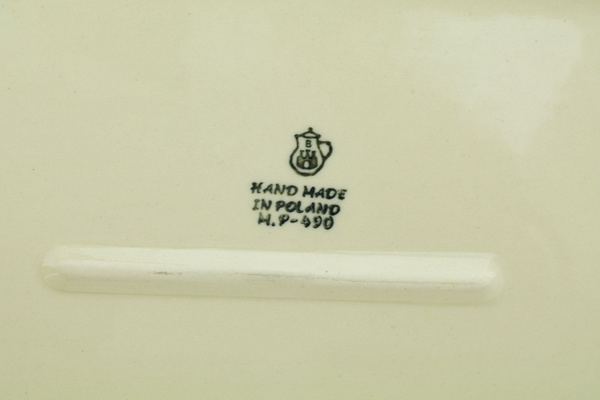 B
HAND MADE
IN POLAND
M.P-490